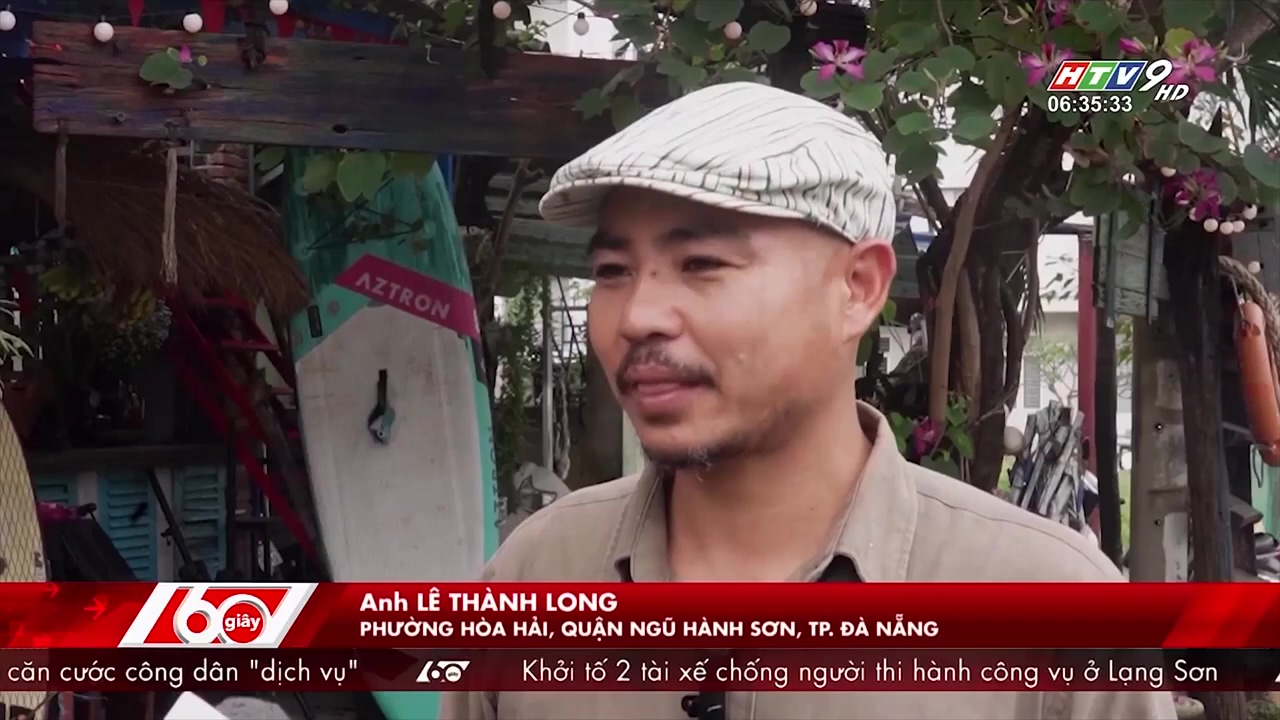 HTV9 HD
06:35:33
AZTRON
60 giây
Anh LÊ THÀNH LONG
PHƯỜNG HÒA HẢI, QUẬN NGŨ HÀNH SƠN, TP. ĐÀ NẴNG
căn cước công dân "dịch vụ" 60 giây Khởi tố 2 tài xế chống người thi hành công vụ ở Lạng Sơn